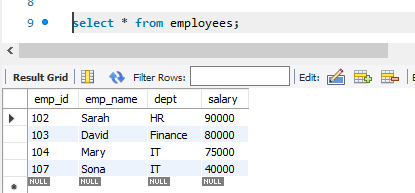 8
9 select * from employees;
Result Grid Filter Rows: Edit:
emp_id emp_name dept salary
102 Sarah HR 90000
103 David Finance 80000
104 Mary IT 75000
107 Sona IT 40000
NULL NULL NULL NULL